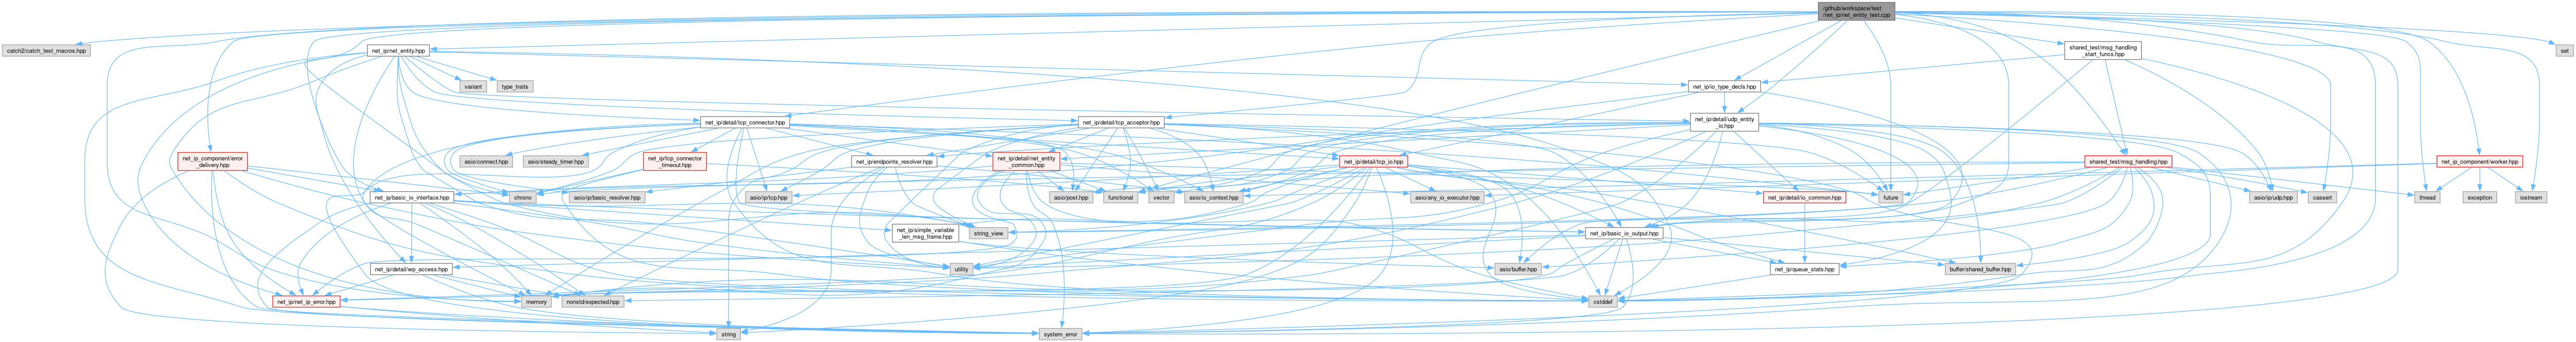 /github/workspace/test
/net_ip/net_entity_test.cpp
catch2/catch_test_macros.hpp
net_ip/net_entity.hpp
shared_test/msg_handling
_start_funcs.hpp
set
variant
type_traits
net_ip/io_type_decls.hpp
net_ip/detail/tcp_connector.hpp
net_ip/detail/tcp_acceptor.hpp
net_ip/detail/udp_entity
_io.hpp
net_ip_component/error
_delivery.hpp
asio/connect.hpp
asio/steady_timer.hpp
net_ip/tcp_connector
_timeout.hpp
net_ip/endpoints_resolver.hpp
net_ip/detail/net_entity
_common.hpp
net_ip/detail/tcp_io.hpp
shared_test/msg_handling.hpp
net_ip_component/worker.hpp
net_ip/basic_io_interface.hpp
chrono
asio/ip/basic_resolver.hpp
asio/ip/tcp.hpp
asio/post.hpp
functional
vector
asio/io_context.hpp
asio/any_io_executor.hpp
net_ip/detail/io_common.hpp
future
asio/ip/udp.hpp
cassert
thread
exception
iostream
net_ip/simple_variable
_len_msg_frame.hpp
string_view
net_ip/basic_io_output.hpp
net_ip/detail/wp_access.hpp
utility
asio/buffer.hpp
net_ip/queue_stats.hpp
buffer/shared_buffer.hpp
net_ip/net_ip_error.hpp
memory
nonstd/expected.hpp
cstddef
string
system_error